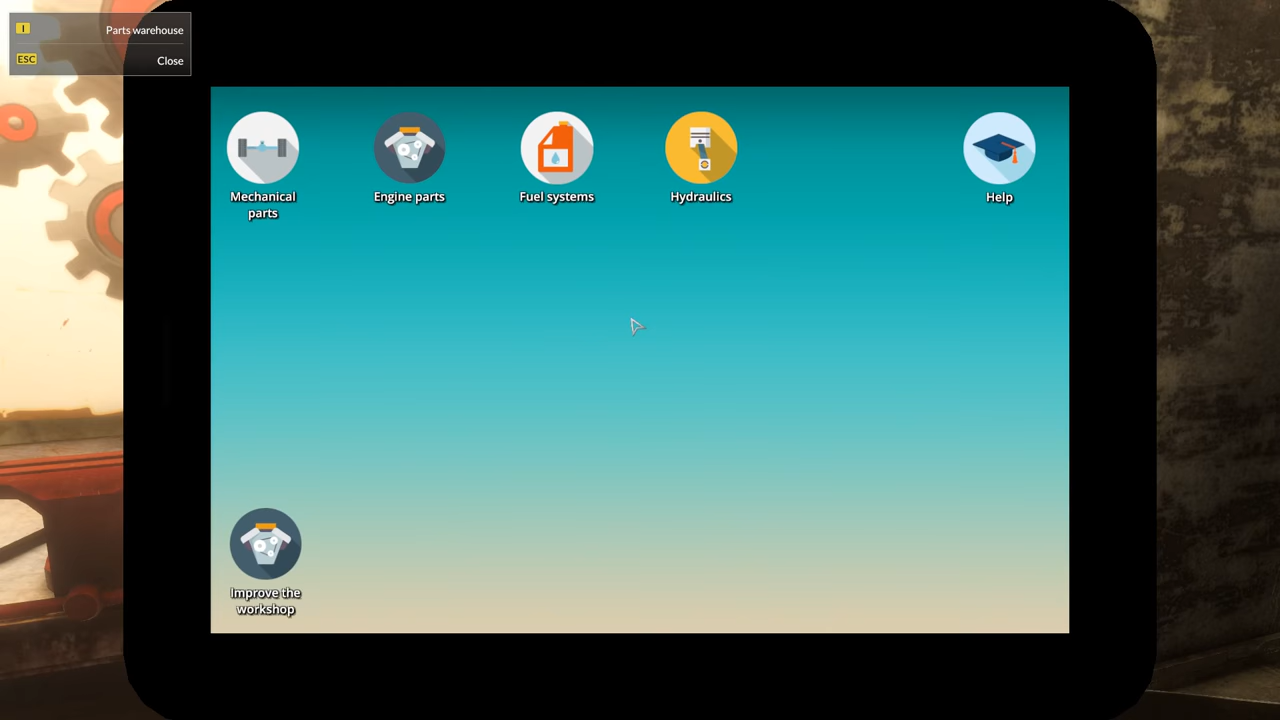 I
Parts warehouse
ESC
Close
Mechanical
parts
Engine parts
Fuel systems
Hydraulics
Help
Improve the
workshop